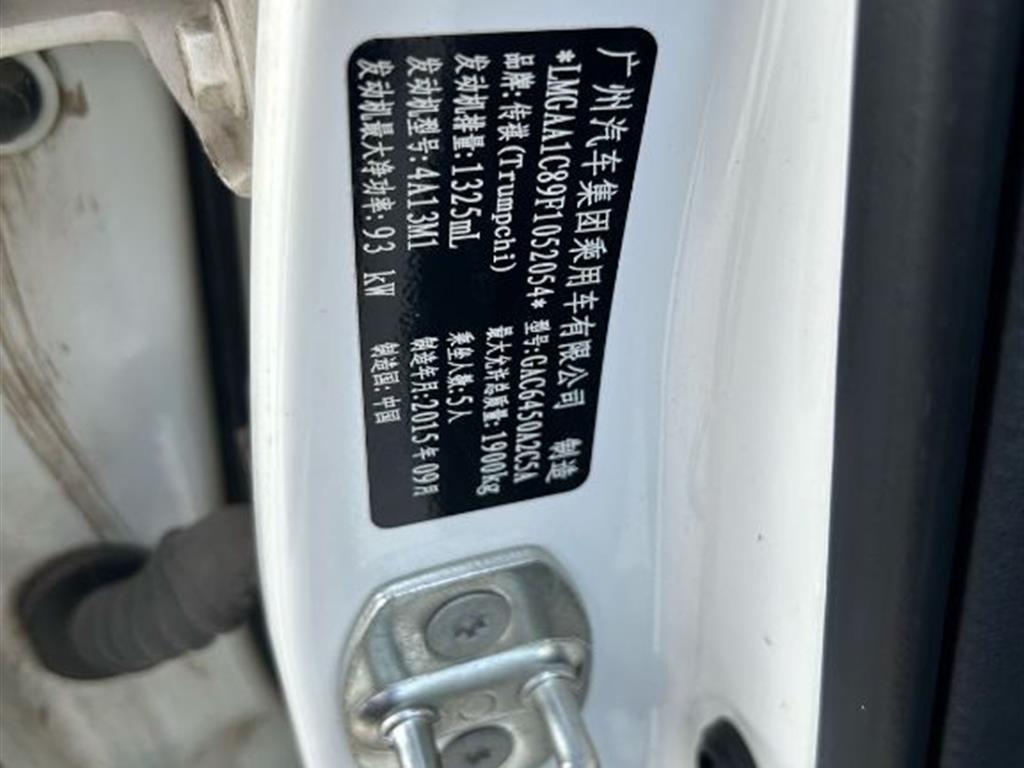 广州汽车集团乘用车有限公司 制造
*LMGAA1C89F1052054* 型号:GAC6450A2C5A
品牌:传祺(Trumpchi) 最大允许总质量:1900kg
发动机排量:1325mL 乘坐人数:5人
发动机型号:4A13M1 制造年月:2015年09月
发动机最大净功率:93 kW 制造国:中国